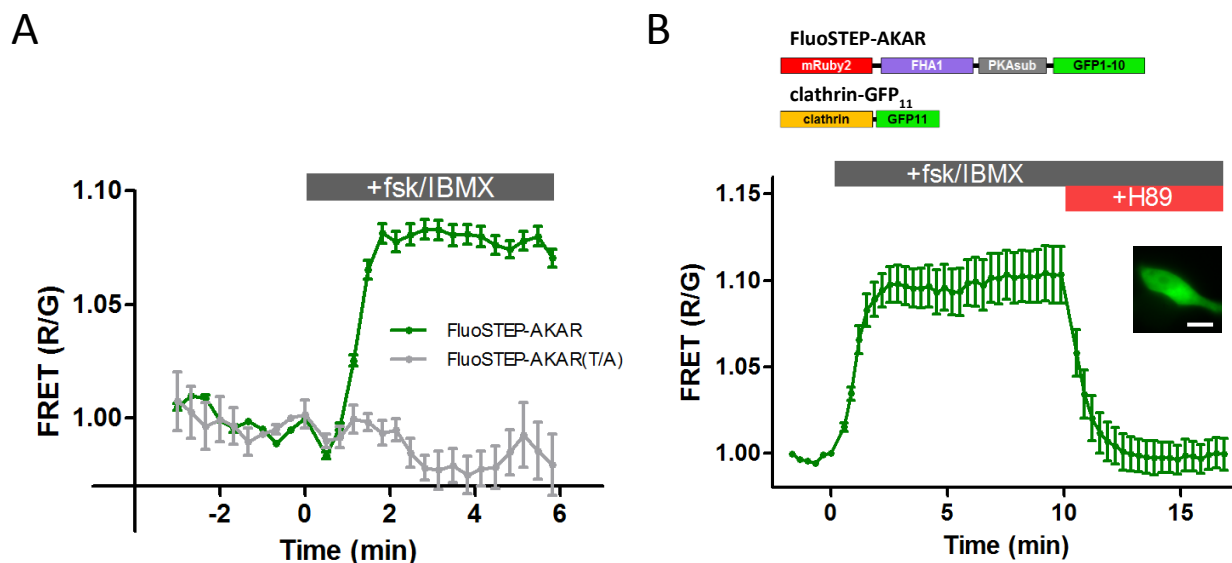 A
+fsk/IBMX
1.10
1.05
1.00
FRET (R/G)
FluoSTEP-AKAR
FluoSTEP-AKAR(T/A)
-2 0 2 4 6
Time (min)
B
FluoSTEP-AKAR
mRuby2 FHA1 PKAsub GFP1-10
clathrin-GFP₁₁
clathrin GFP11
+fsk/IBMX
+H89
1.15
1.10
1.05
1.00
FRET (R/G)
0 5 10 15
Time (min)